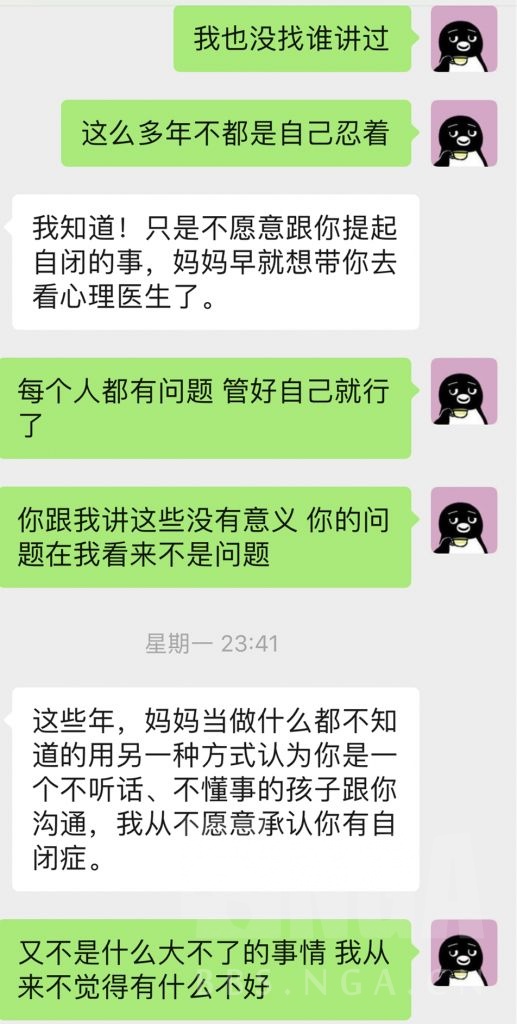 我也没找谁讲过
这么多年不都是自己忍着
我知道！只是不愿意跟你提起
自闭的事，妈妈早就想带你去
看心理医生了。
每个人都有问题 管好自己就行
了
你跟我讲这些没有意义 你的问
题在我看来不是问题
星期一 23:41
这些年，妈妈当做什么都不知
道的用另一种方式认为你是一
个不听话、不懂事的孩子跟你
沟通，我从不愿意承认你有自
闭症。
又不是什么大不了的事情 我从
来不觉得有什么不好
NGA
BBS.NGA.CN